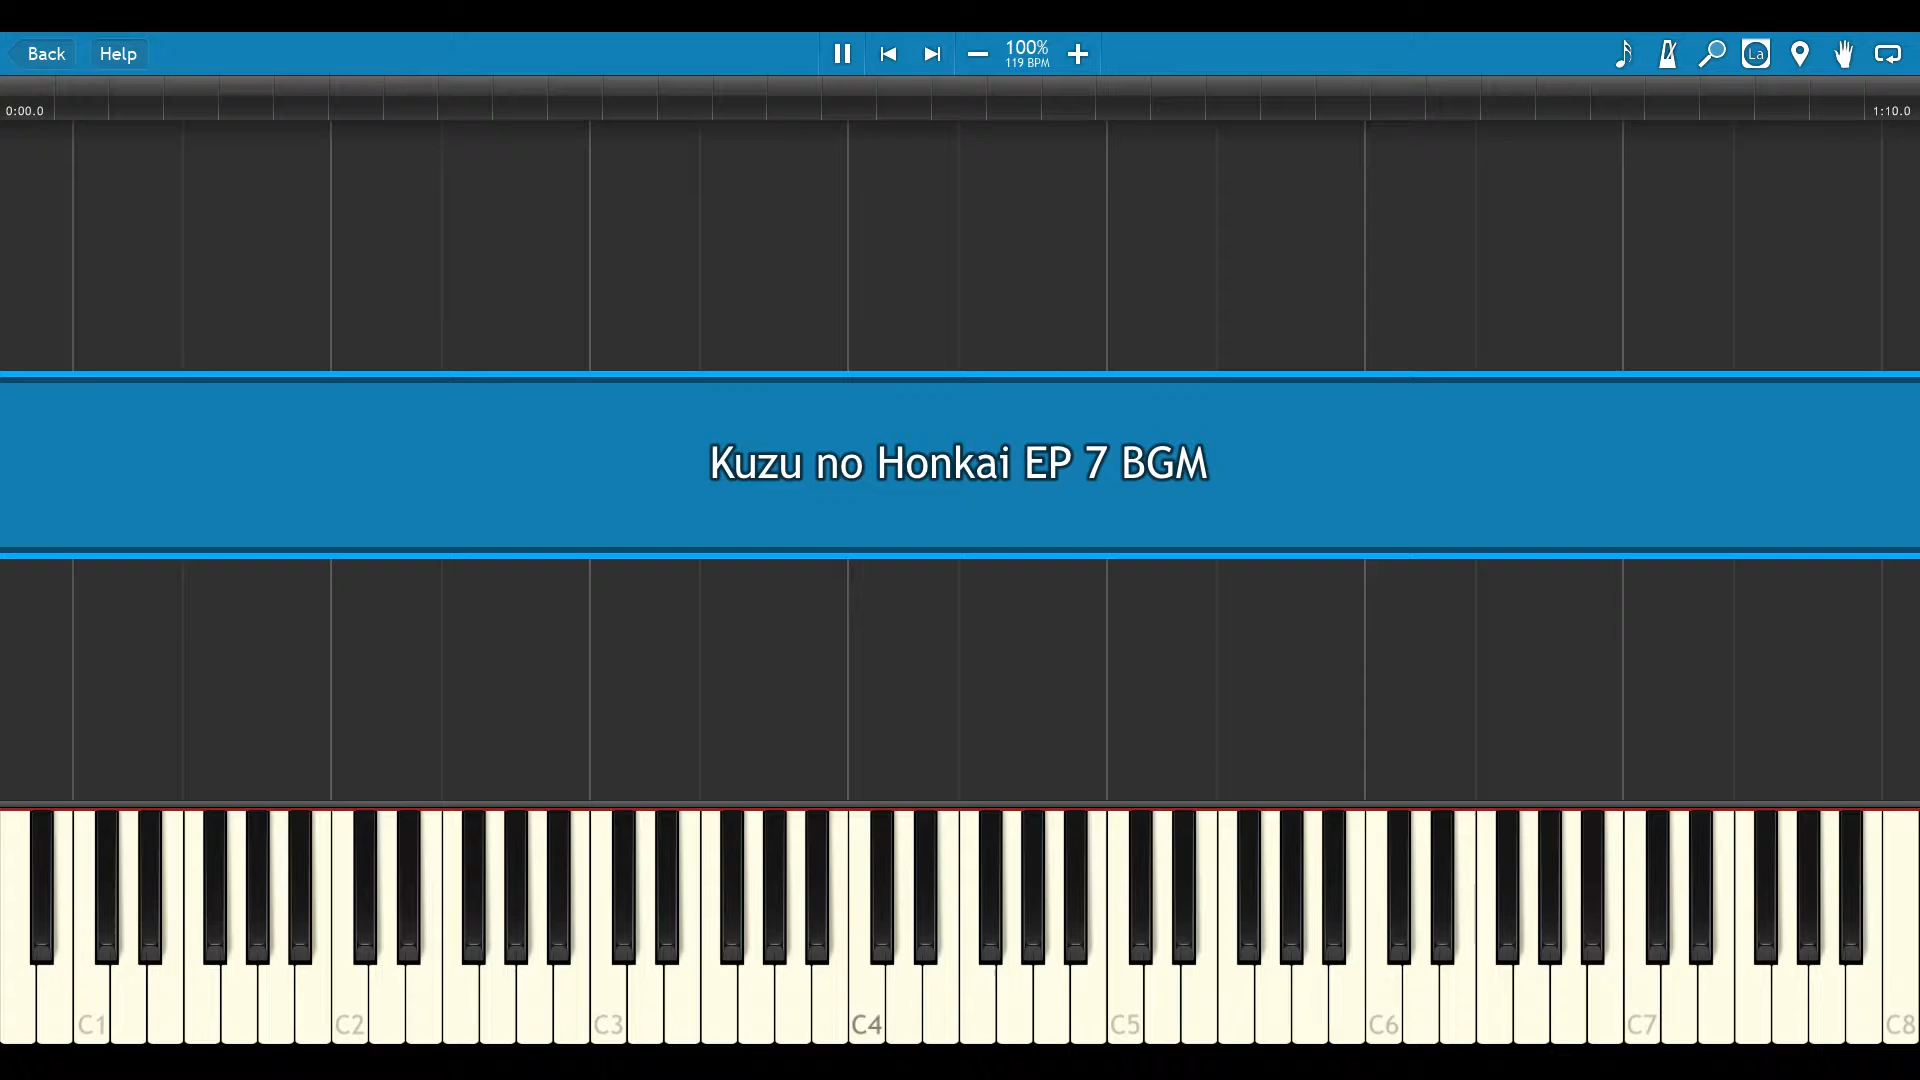 Back Help 100% La
119 BPM
0:00.0 1:10.0
Kuzu no Honkai EP 7 BGM
C1 C2 C3 C4 C5 C6 C7 C8